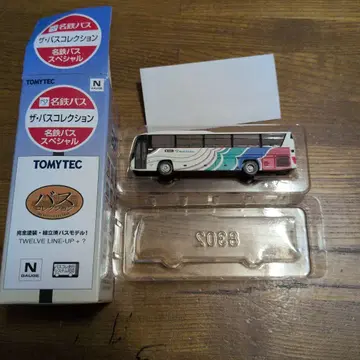 名鉄バス
ザ・バスコレクション
名鉄バス
スペシャル
名鉄バス
ザ・バスコレクション
名鉄バス
スペシャル
TOMYTEC
TOMYTEC
バス
完全塗装・組立済バスモデル!
TWELVE LINE-UP + ?
N
GAUGE
N
8302